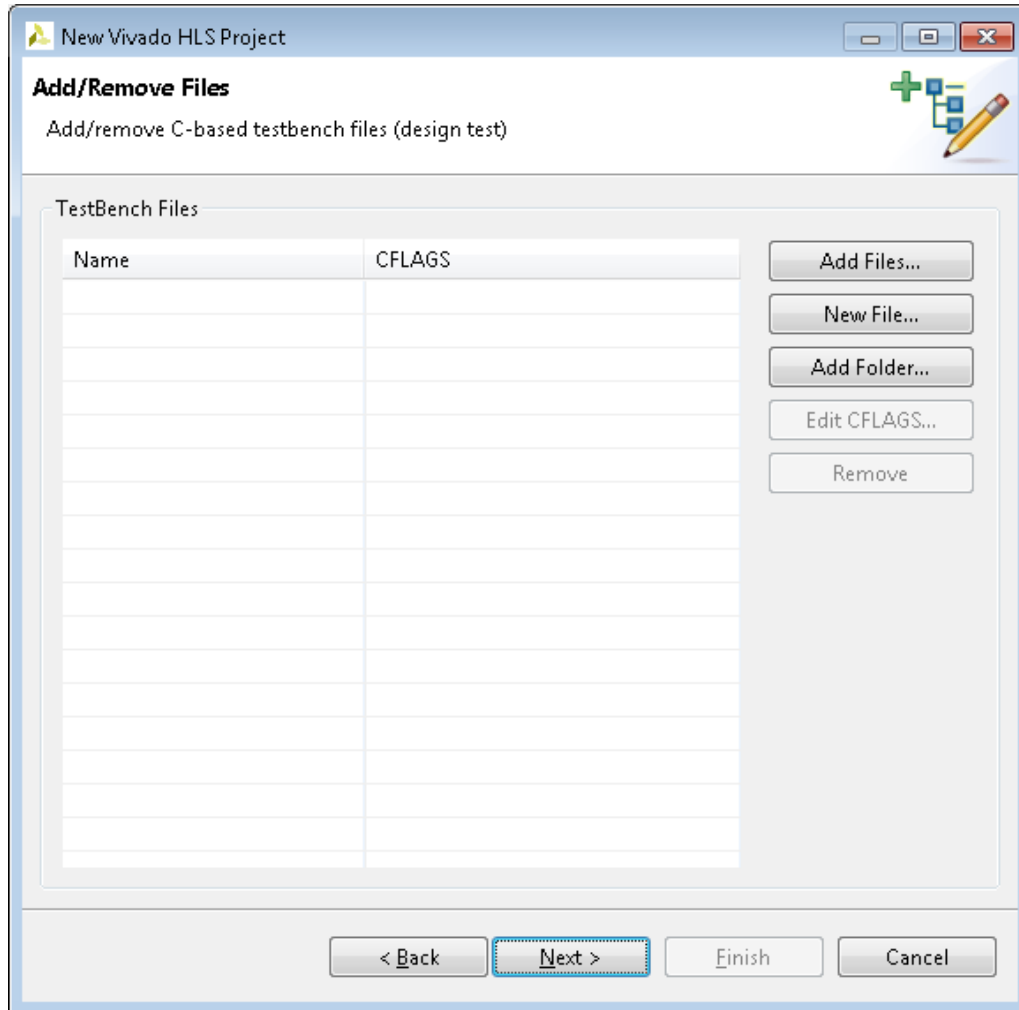 New Vivado HLS Project
Add/Remove Files
Add/remove C-based testbench files (design test)
TestBench Files
Name CFLAGS
Add Files...
New File...
Add Folder...
Edit CFLAGS...
Remove
< Back Next > Finish Cancel